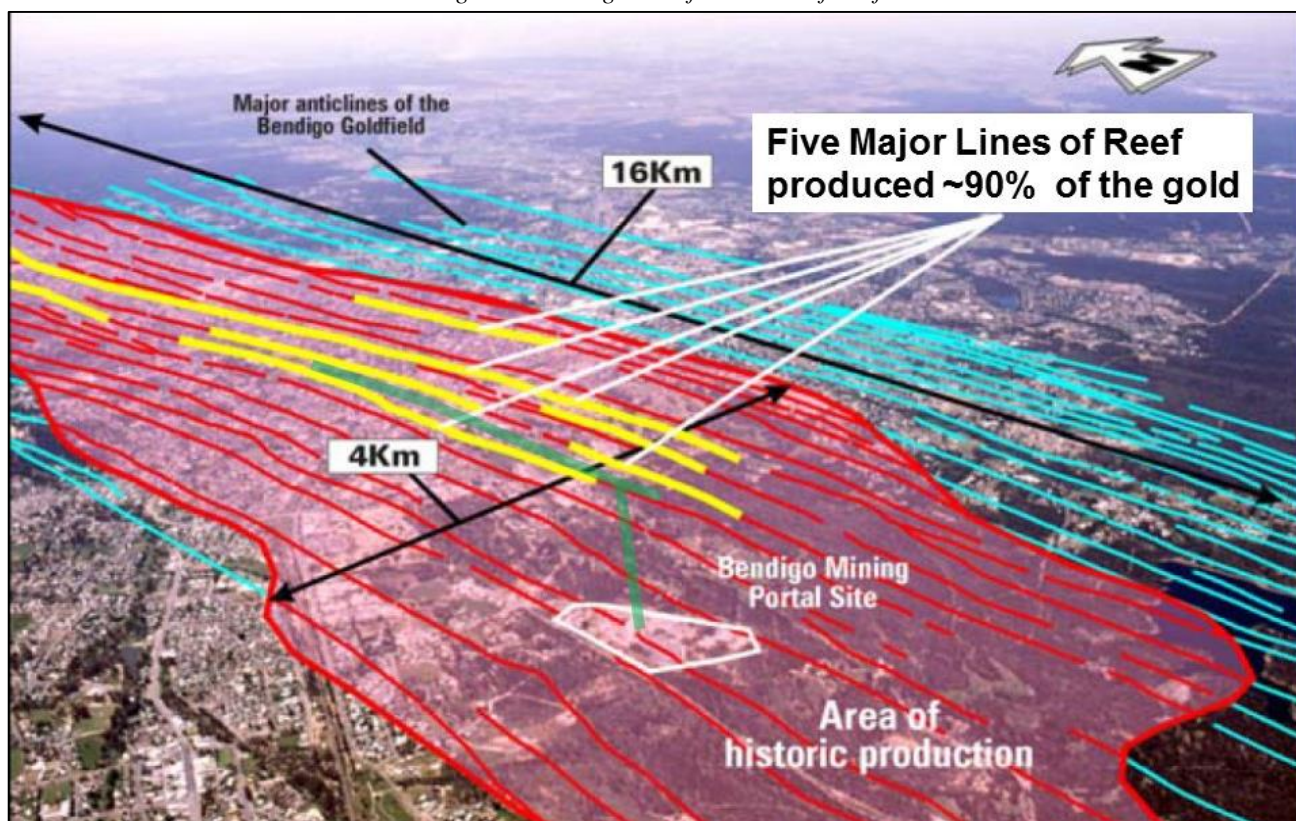 Major anticlines of the
Bendigo Goldfield
16Km
Five Major Lines of Reef
produced ~90% of the gold
4Km
Bendigo Mining
Portal Site
Area of
historic production
N